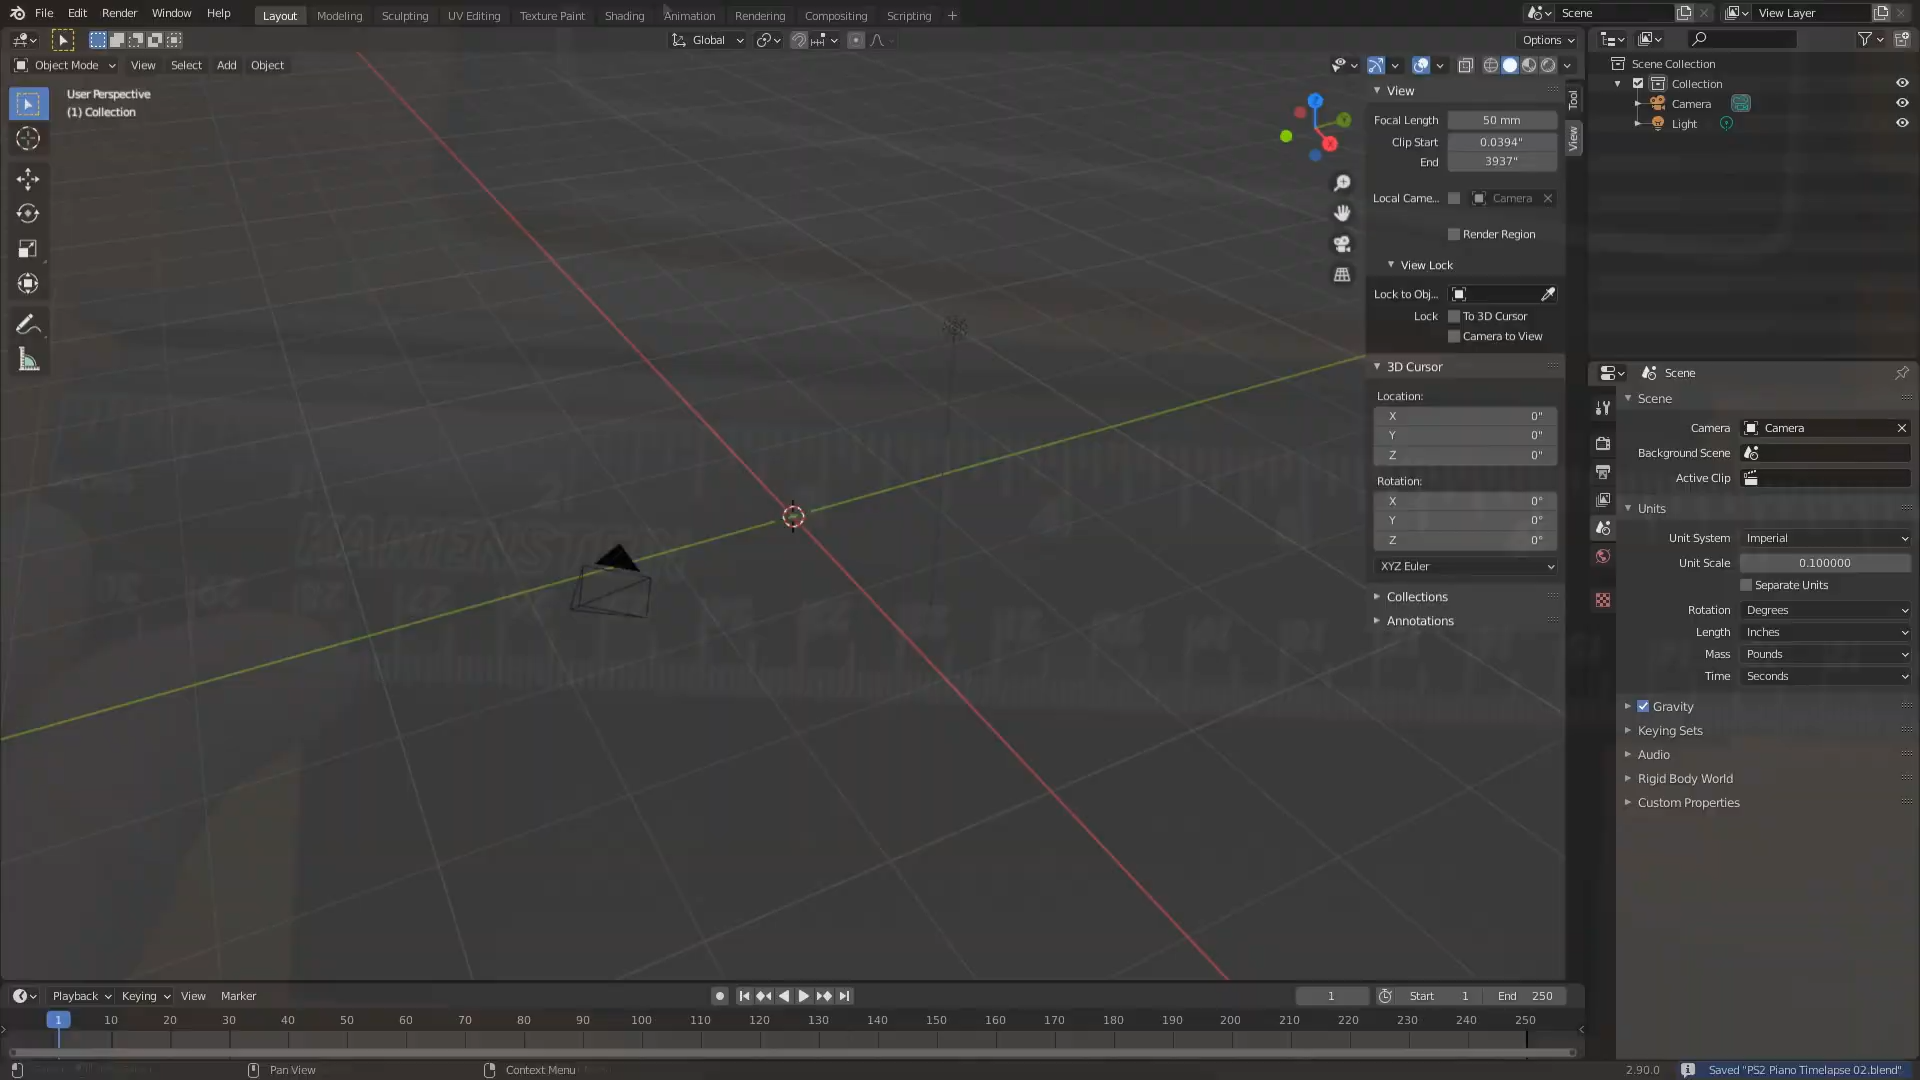 File Edit Render Window Help Layout Modeling Sculpting UV Editing Texture Paint Shading Animation Rendering Compositing Scripting + Scene View Layer
Global Options
Object Mode View Select Add Object
User Perspective
(1) Collection
View
Focal Length 50 mm
Clip Start 0.0394"
End 3937"
Local Came... Camera
Render Region
View Lock
Lock to Obj...
Lock To 3D Cursor
Camera to View
3D Cursor
Location:
X 0"
Y 0"
Z 0"
Rotation:
X 0°
Y 0°
Z 0°
XYZ Euler
Collections
Annotations
Tool
View
Y
X
Scene Collection
Collection
Camera
Light
Scene
Scene
Camera Camera
Background Scene
Active Clip
Units
Unit System Imperial
Unit Scale 0.100000
Separate Units
Rotation Degrees
Length Inches
Mass Pounds
Time Seconds
Gravity
Keying Sets
Audio
Rigid Body World
Custom Properties
Playback Keying View Marker 1 Start 1 End 250
1 10 20 30 40 50 60 70 80 90 100 110 120 130 140 150 160 170 180 190 200 210 220 230 240 250
Pan View Context Menu 2.90.0 Saved "PS2 Piano Timelapse 02.blend"